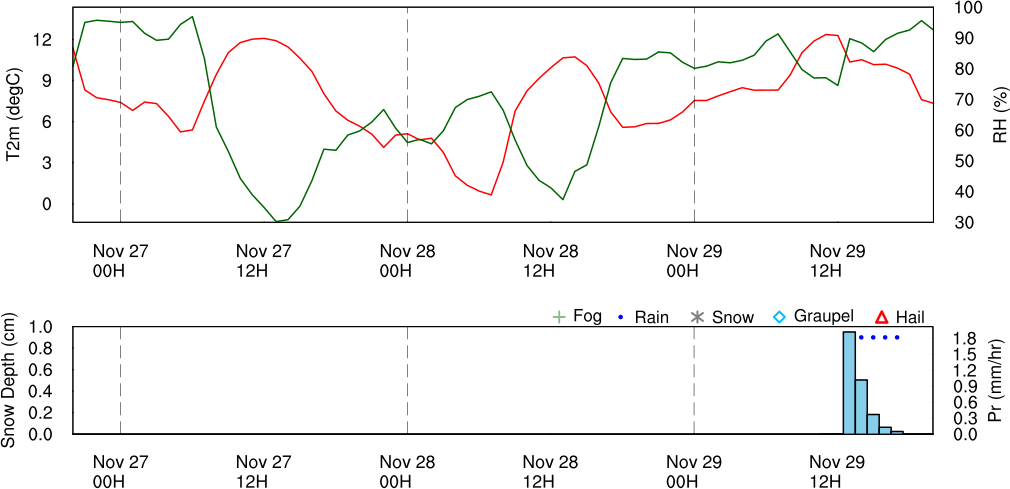 T2m (degC)
12
9
6
3
0
100
90
80
70
60
50
40
30
RH (%)
Nov 27 Nov 27 Nov 28 Nov 28 Nov 29 Nov 29
00H 12H 00H 12H 00H 12H
Fog Rain Snow Graupel Hail
Snow Depth (cm)
1.0
0.8
0.6
0.4
0.2
0.0
1.8
1.5
1.2
0.9
0.6
0.3
0.0
Pr (mm/hr)
Nov 27 Nov 27 Nov 28 Nov 28 Nov 29 Nov 29
00H 12H 00H 12H 00H 12H